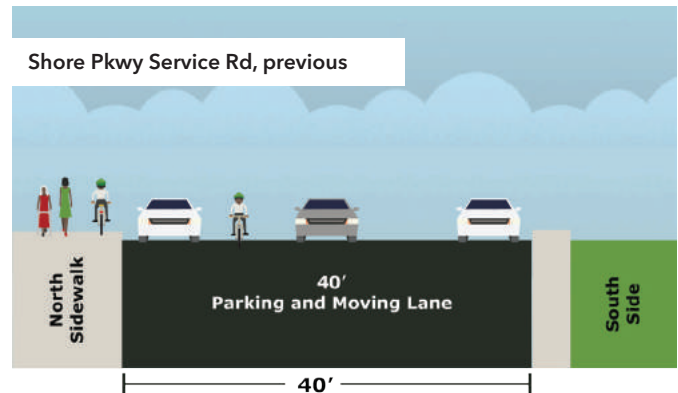 Shore Pkwy Service Rd, previous
North
Sidewalk
40’
Parking and Moving Lane
South
Side
40’